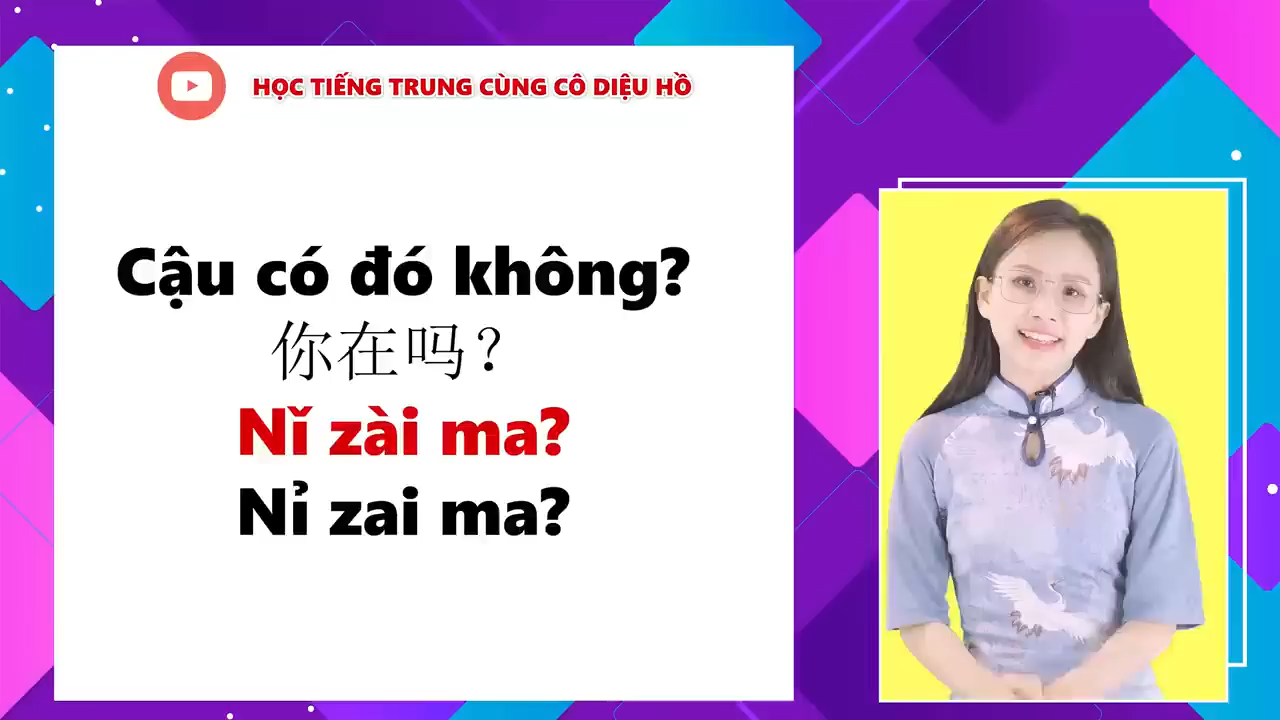 HỌC TIẾNG TRUNG CÙNG CÔ DIỆU HỒ
Cậu có đó không?
你在吗？
Nǐ zài ma?
Nỉ zai ma?